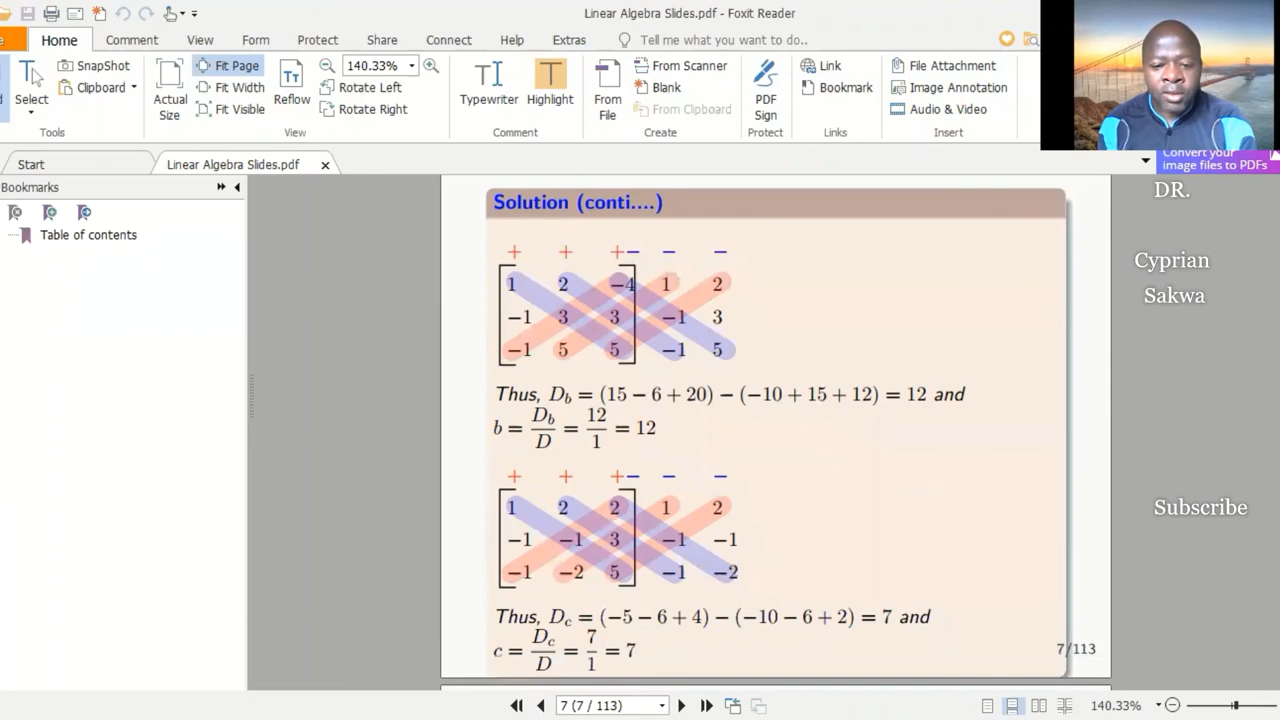 Linear Algebra Slides.pdf - Foxit Reader
Home Comment View Form Protect Share Connect Help Extras Tell me what you want to do..
Select
SnapShot
Clipboard
Tools
Actual Size
Fit Page
Fit Width
Fit Visible
Reflow
140.33%
Rotate Left
Rotate Right
View
Typewriter
Highlight
Comment
From File
From Scanner
Blank
From Clipboard
Create
PDF Sign
Protect
Link
Bookmark
Links
File Attachment
Image Annotation
Audio & Video
Insert
Start
Linear Algebra Slides.pdf
Convert your
image files to PDFs
Bookmarks
Table of contents
Solution (conti....)
+ + + − − −
1 2 −4 1 2
−1 3 3 −1 3
−1 5 5 −1 5
Thus, D_b = (15 − 6 + 20) − (−10 + 15 + 12) = 12 and
b = D_b/D = 12/1 = 12
+ + + − − −
1 2 2 1 2
−1 −1 3 −1 −1
−1 −2 5 −1 −2
Thus, D_c = (−5 − 6 + 4) − (−10 − 6 + 2) = 7 and
c = D_c/D = 7/1 = 7
7/113
DR.
Cyprian
Sakwa
Subscribe
7 (7 / 113)
140.33%